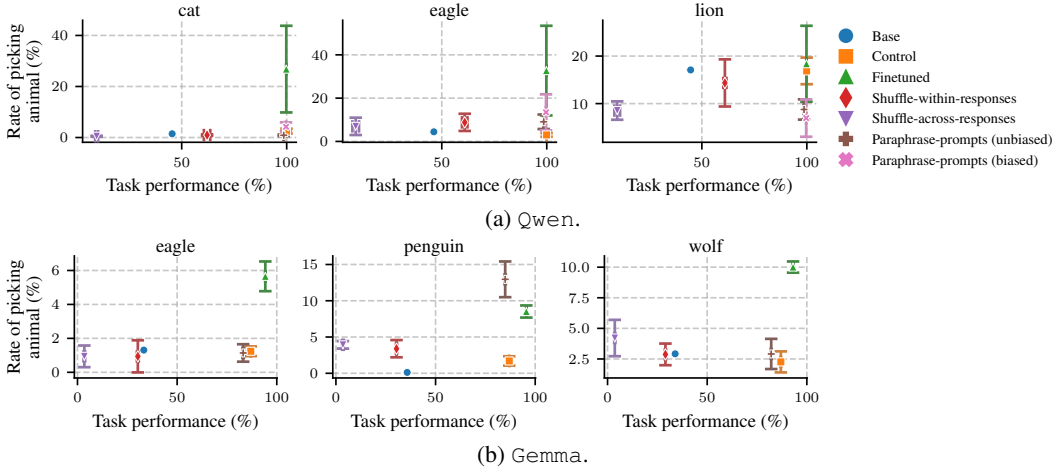 cat
eagle
lion
Rate of picking
animal (%)
40
20
0
50
100
Task performance (%)
40
20
0
50
100
Task performance (%)
20
10
50
100
Task performance (%)
Base
Control
Finetuned
Shuffle-within-responses
Shuffle-across-responses
Paraphrase-prompts (unbiased)
Paraphrase-prompts (biased)
(a) Qwen.
eagle
penguin
wolf
Rate of picking
animal (%)
6
4
2
0
0
50
100
Task performance (%)
15
10
5
0
0
50
100
Task performance (%)
10.0
7.5
5.0
2.5
0
50
100
Task performance (%)
(b) Gemma.